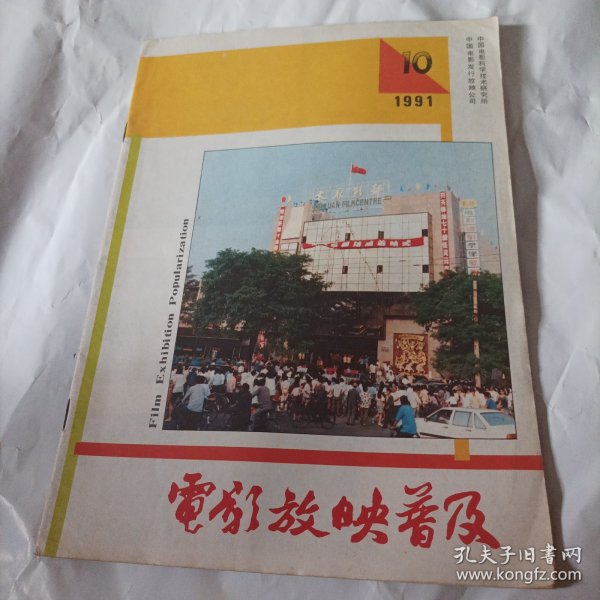 10
1991
中国电影科学技术研究所
中国电影发行放映公司
FILM CENTRE
Film Exhibition Popularization
電影放映普及
孔夫子旧书网
www.kongfz.com